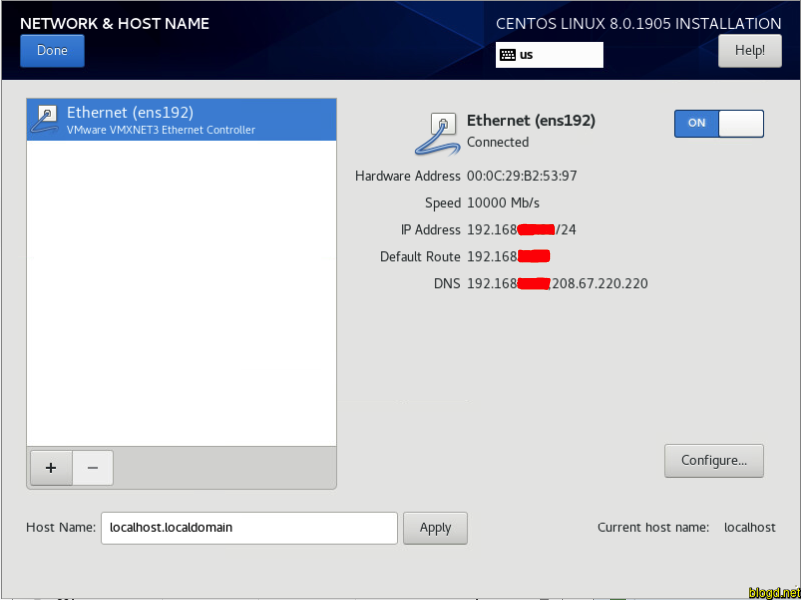 NETWORK & HOST NAME
CENTOS LINUX 8.0.1905 INSTALLATION
Done
us
Help!
Ethernet (ens192)
VMware VMXNET3 Ethernet Controller
Ethernet (ens192)
Connected
ON
Hardware Address 00:0C:29:B2:53:97
Speed 10000 Mb/s
IP Address 192.168 /24
Default Route 192.168
DNS 192.168 208.67.220.220
+ −
Configure...
Host Name: localhost.localdomain Apply Current host name: localhost
blogd.net